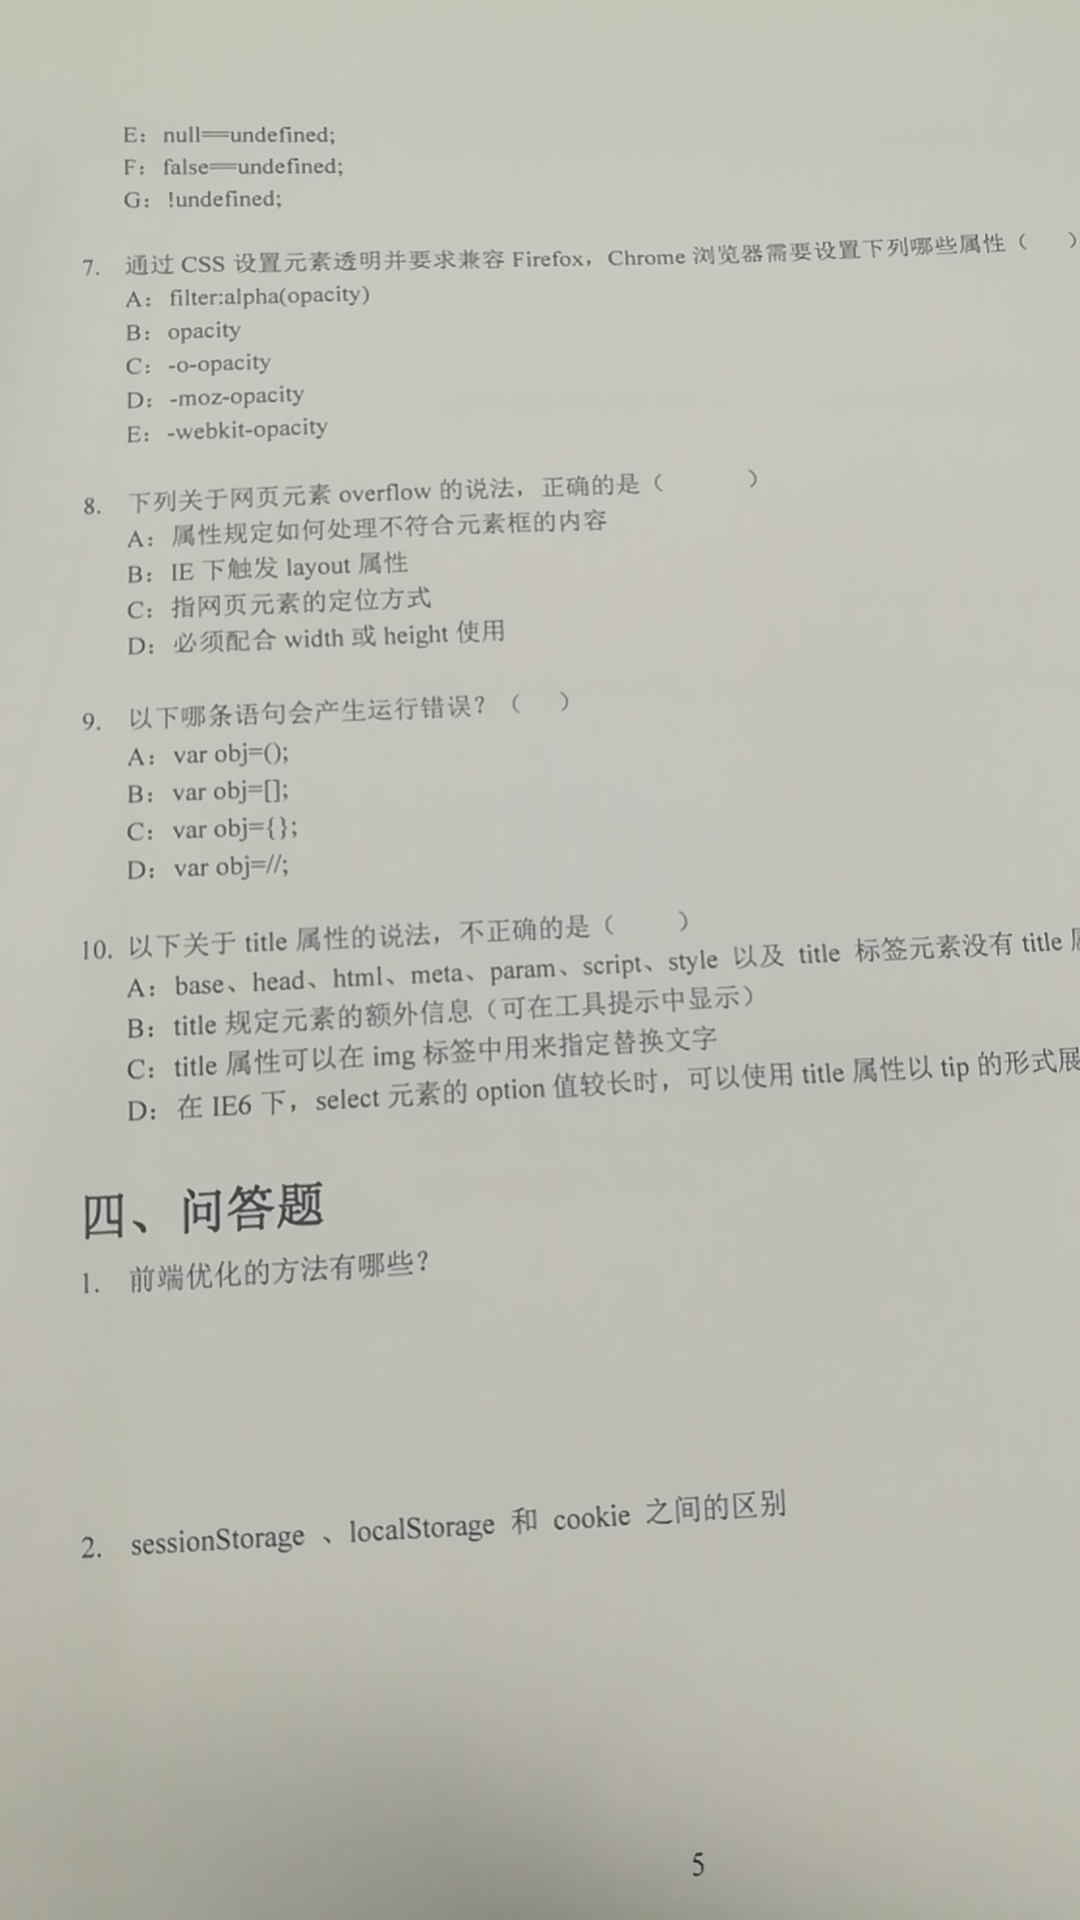 E：null==undefined;
F：false==undefined;
G：!undefined;
7. 通过 CSS 设置元素透明并要求兼容 Firefox，Chrome 浏览器需要设置下列哪些属性（ ）
A：filter:alpha(opacity)
B：opacity
C：-o-opacity
D：-moz-opacity
E：-webkit-opacity
8. 下列关于网页元素 overflow 的说法，正确的是（ ）
A：属性规定如何处理不符合元素框的内容
B：IE 下触发 layout 属性
C：指网页元素的定位方式
D：必须配合 width 或 height 使用
9. 以下哪条语句会产生运行错误？（ ）
A：var obj=();
B：var obj=[];
C：var obj={};
D：var obj=//;
10. 以下关于 title 属性的说法，不正确的是（ ）
A：base、head、html、meta、param、script、style 以及 title 标签元素没有 title
B：title 规定元素的额外信息（可在工具提示中显示）
C：title 属性可以在 img 标签中用来指定替换文字
D：在 IE6 下，select 元素的 option 值较长时，可以使用 title 属性以 tip 的形式展
四、问答题
1. 前端优化的方法有哪些？
2. sessionStorage 、localStorage 和 cookie 之间的区别
5